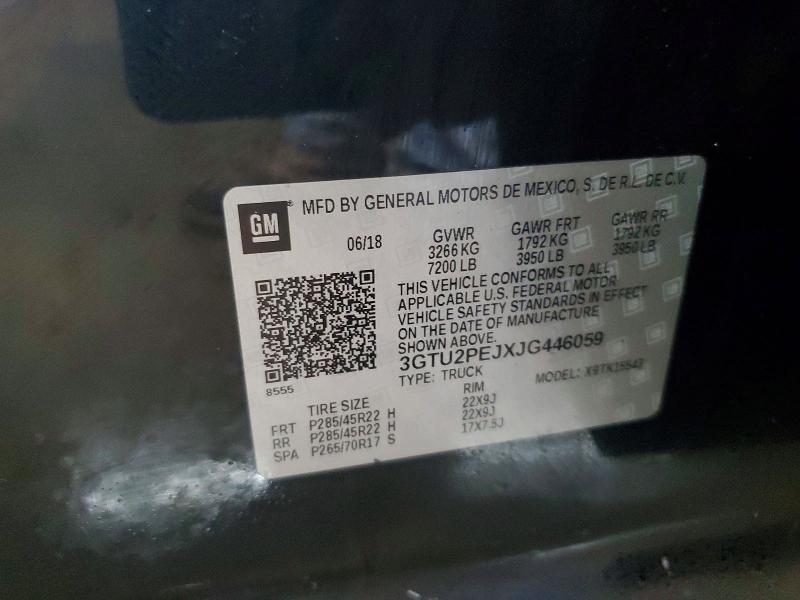 GM® MFD BY GENERAL MOTORS DE MEXICO, S. DE R.L. DE C.V.
06/18 GVWR GAWR FRT GAWR RR
3266 KG 1792 KG 1792 KG
7200 LB 3950 LB 3950 LB
THIS VEHICLE CONFORMS TO ALL
APPLICABLE U.S. FEDERAL MOTOR
VEHICLE SAFETY STANDARDS IN EFFECT
ON THE DATE OF MANUFACTURE
SHOWN ABOVE.
3GTU2PEJXJG446059
8555 TYPE: TRUCK MODEL: X9TK15543
TIRE SIZE RIM
FRT P285/45R22 H 22X9J
RR P285/45R22 H 22X9J
SPA P265/70R17 S 17X7.5J